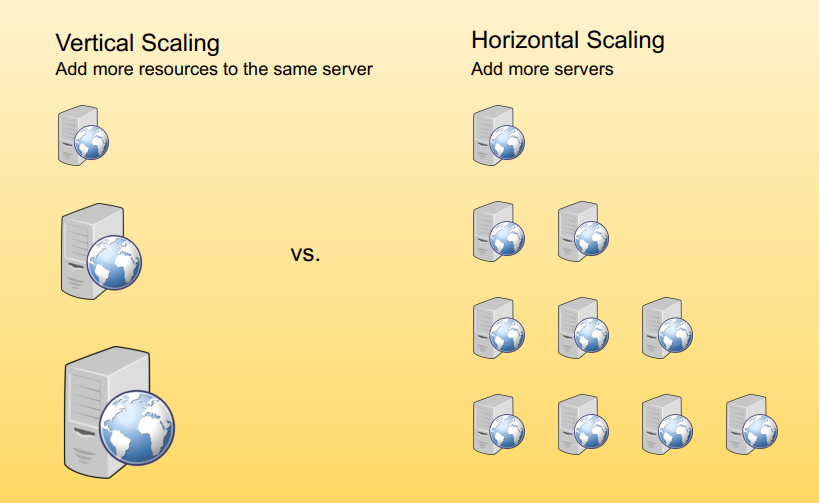 Vertical Scaling
Add more resources to the same server
Horizontal Scaling
Add more servers
vs.